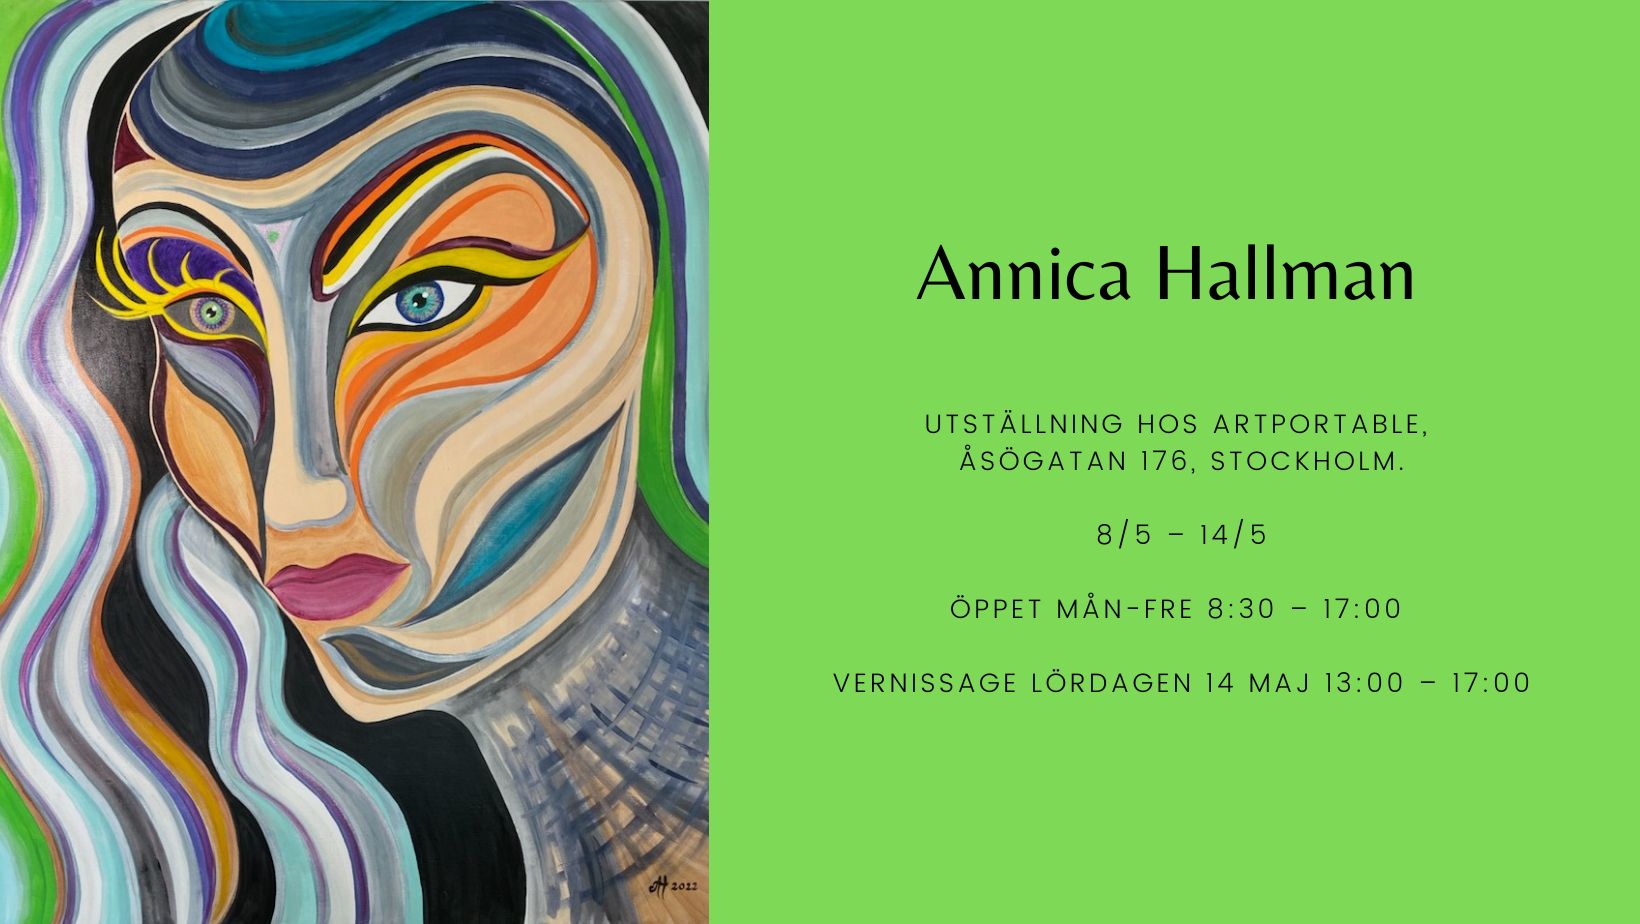 Annica Hallman
UTSTÄLLNING HOS ARTPORTABLE,
ÅSÖGATAN 176, STOCKHOLM.
8/5 – 14/5
ÖPPET MÅN-FRE 8:30 – 17:00
VERNISSAGE LÖRDAGEN 14 MAJ 13:00 – 17:00
AH 2022